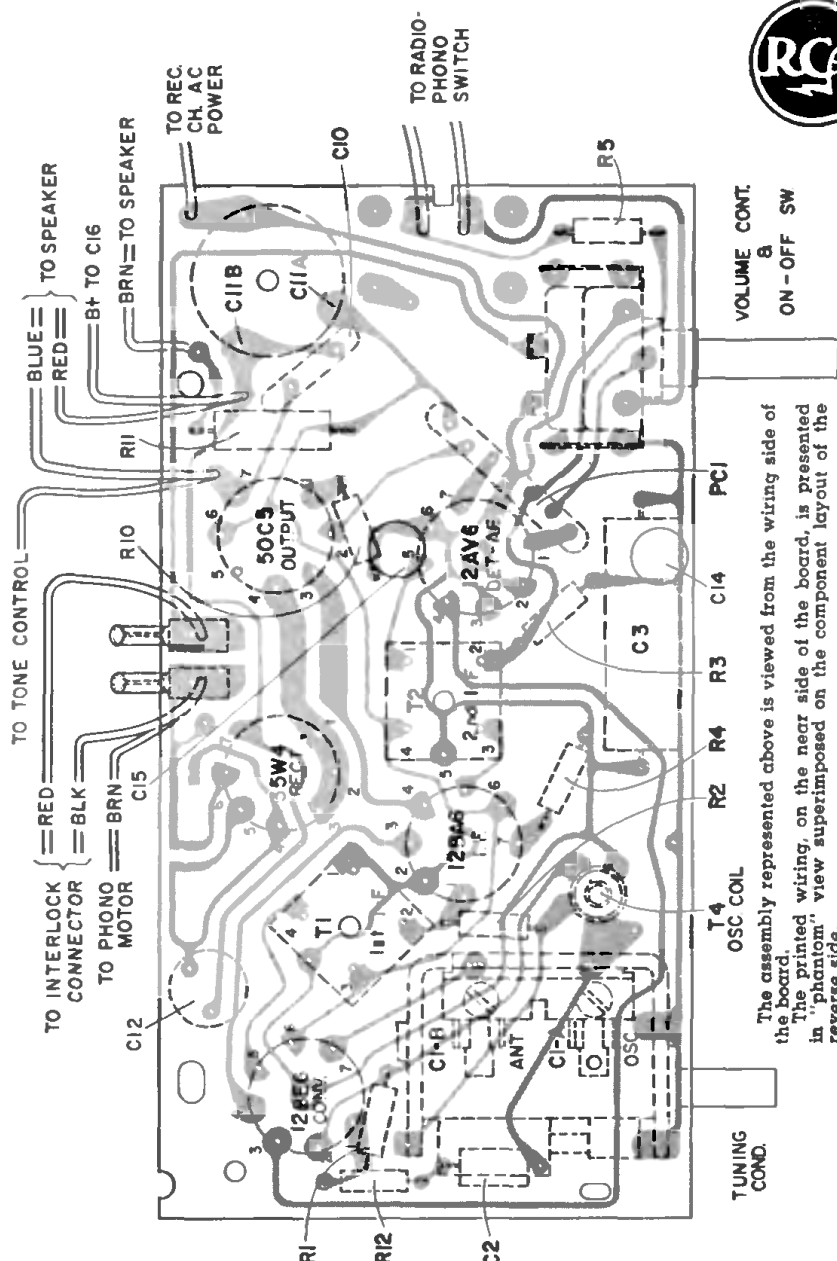 TO TONE CONTROL
BLUE
RED
TO SPEAKER
B+ TO C16
BRN
TO SPEAKER
TO INTERLOCK
CONNECTOR
RED
BLK
TO PHONO
MOTOR
BRN
TO REC.
CH. AC
POWER
TO RADIO-
PHONO
SWITCH
C12
C15
R10
R11
C11B
C11A
C10
50C5
OUTPUT
35W4
RECT
12BE6
CONV
T1
1st IF
12BA6
IF
T2
2nd IF
2AV6
DET-AF
C1-B
ANT
C1-
OSC
C3
R1
R12
C2
TUNING
COND.
T4
OSC COIL
R2
R4
R3
C14
PC1
R5
VOLUME CONT.
&
ON-OFF SW
RCA
The assembly represented above is viewed from the wiring side of
the board.
The printed wiring, on the near side of the board, is presented
in "phantom" view superimposed on the component layout of the
reverse side.